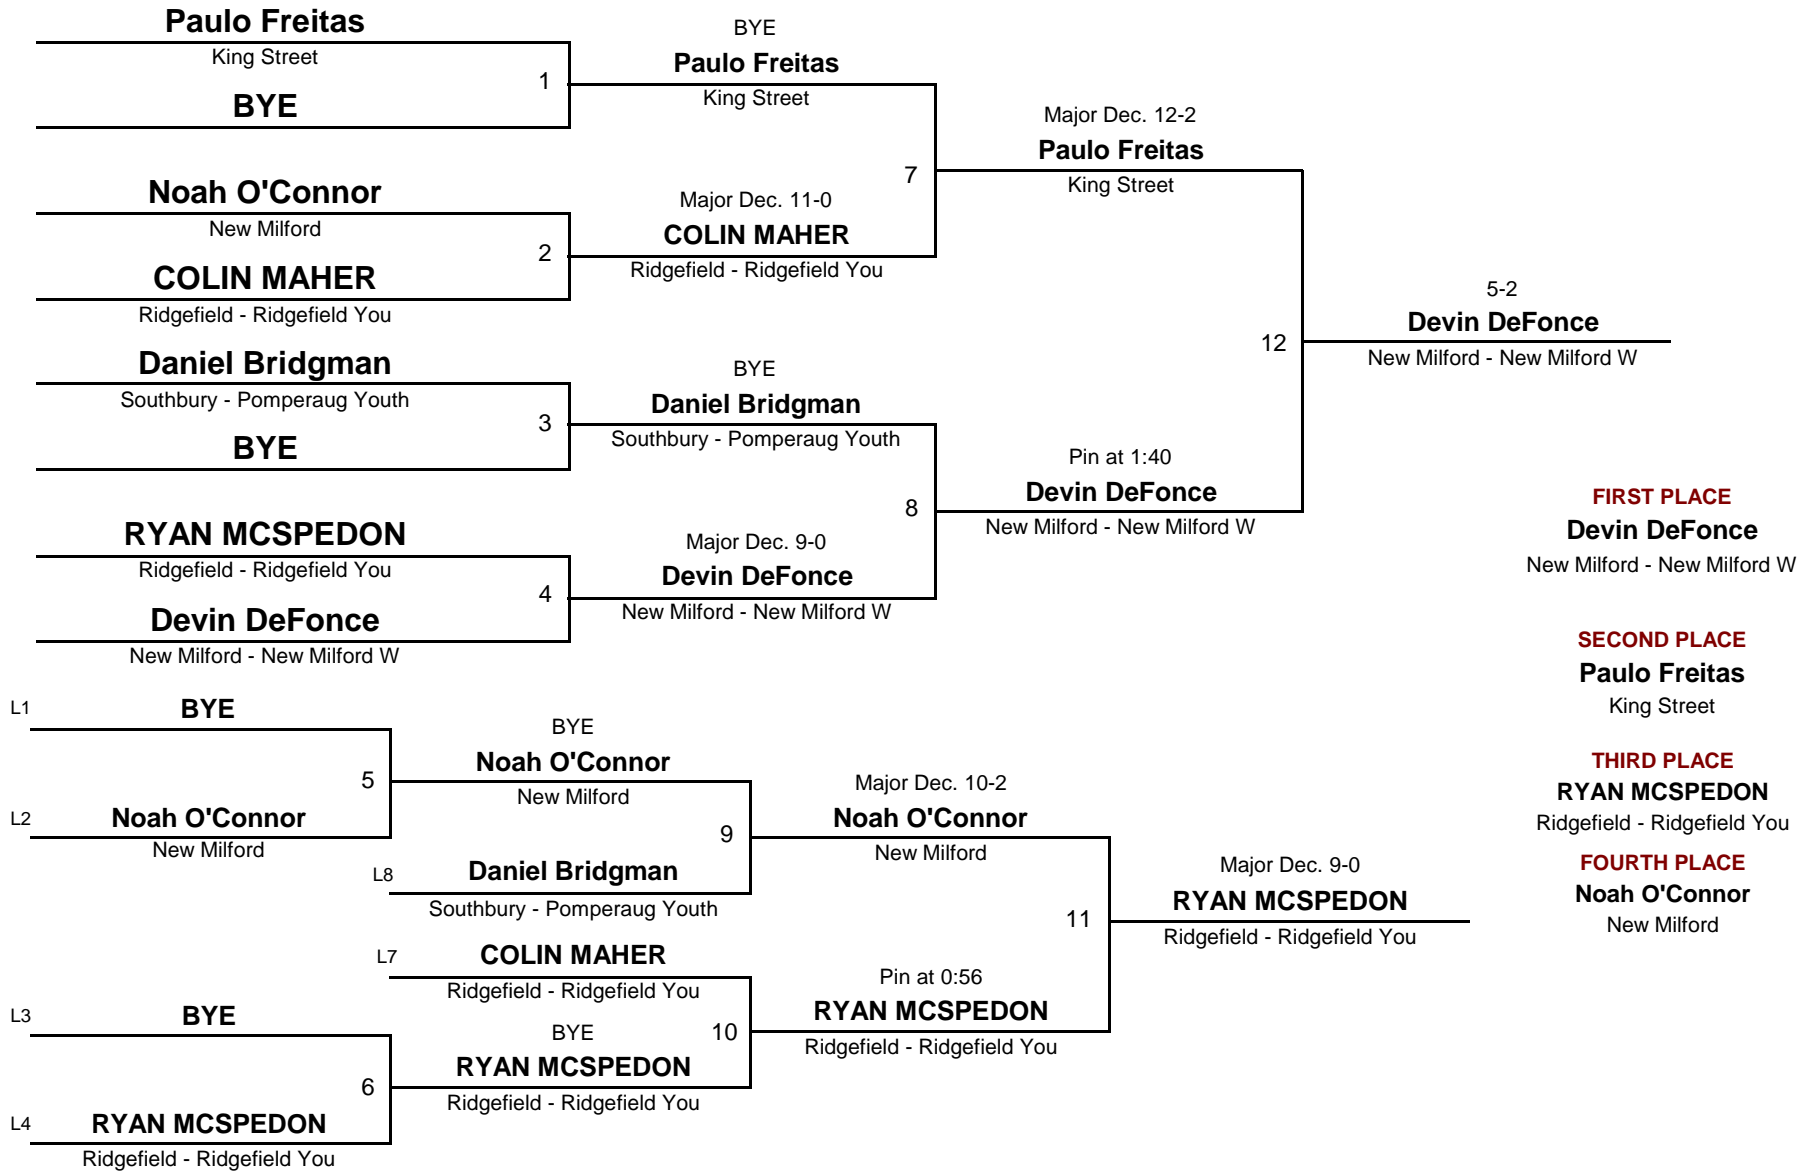 Paulo Freitas
King Street
1
BYE
BYE
Paulo Freitas
King Street
Noah O'Connor
New Milford
2
COLIN MAHER
Ridgefield - Ridgefield You
Major Dec. 11-0
COLIN MAHER
Ridgefield - Ridgefield You
7
Major Dec. 12-2
Paulo Freitas
King Street
Daniel Bridgman
Southbury - Pomperaug Youth
3
BYE
BYE
Daniel Bridgman
Southbury - Pomperaug Youth
RYAN MCSPEDON
Ridgefield - Ridgefield You
4
Devin DeFonce
New Milford - New Milford W
Major Dec. 9-0
Devin DeFonce
New Milford - New Milford W
8
Pin at 1:40
Devin DeFonce
New Milford - New Milford W
12
5-2
Devin DeFonce
New Milford - New Milford W
FIRST PLACE
Devin DeFonce
New Milford - New Milford W
SECOND PLACE
Paulo Freitas
King Street
THIRD PLACE
RYAN MCSPEDON
Ridgefield - Ridgefield You
FOURTH PLACE
Noah O'Connor
New Milford
L1
BYE
5
L2
Noah O'Connor
New Milford
BYE
Noah O'Connor
New Milford
9
L8
Daniel Bridgman
Southbury - Pomperaug Youth
Major Dec. 10-2
Noah O'Connor
New Milford
L7
COLIN MAHER
Ridgefield - Ridgefield You
10
L3
BYE
6
L4
RYAN MCSPEDON
Ridgefield - Ridgefield You
BYE
RYAN MCSPEDON
Ridgefield - Ridgefield You
Pin at 0:56
RYAN MCSPEDON
Ridgefield - Ridgefield You
11
Major Dec. 9-0
RYAN MCSPEDON
Ridgefield - Ridgefield You